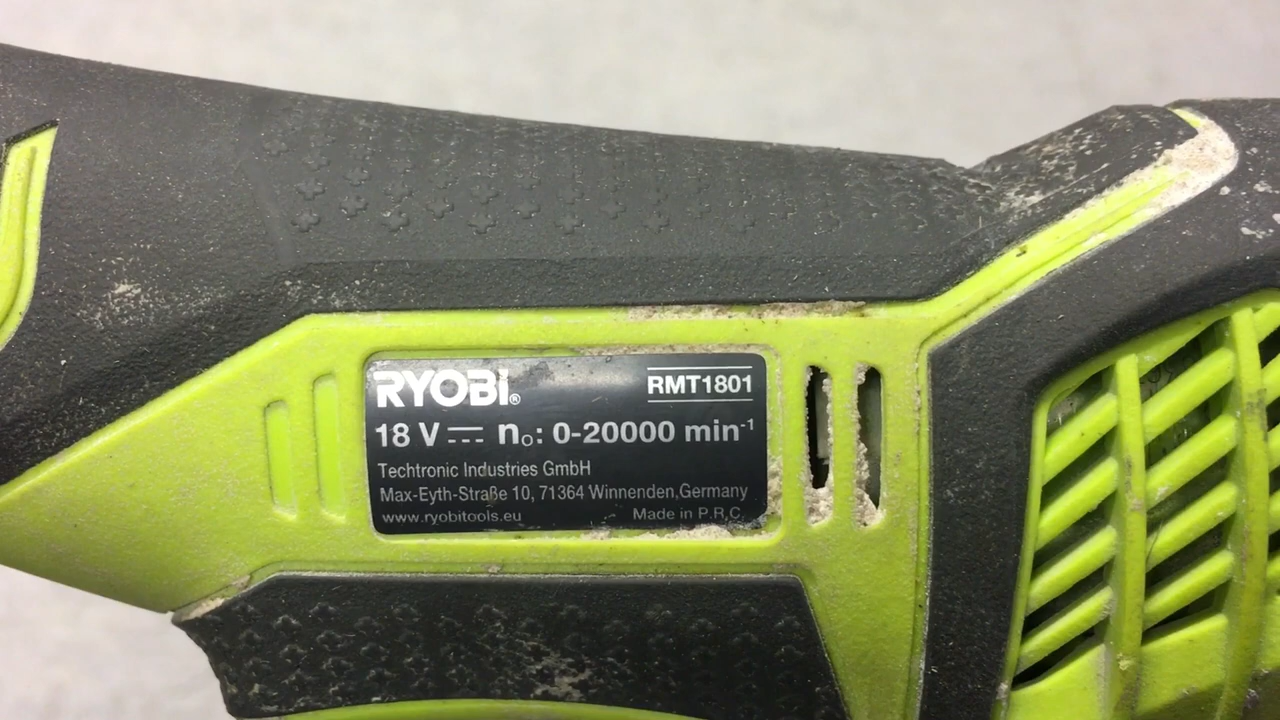 RYOBI®
RMT1801
18 V n₀: 0-20000 min⁻¹
Techtronic Industries GmbH
Max-Eyth-Straße 10, 71364 Winnenden,Germany
www.ryobitools.eu Made in P.R.C.